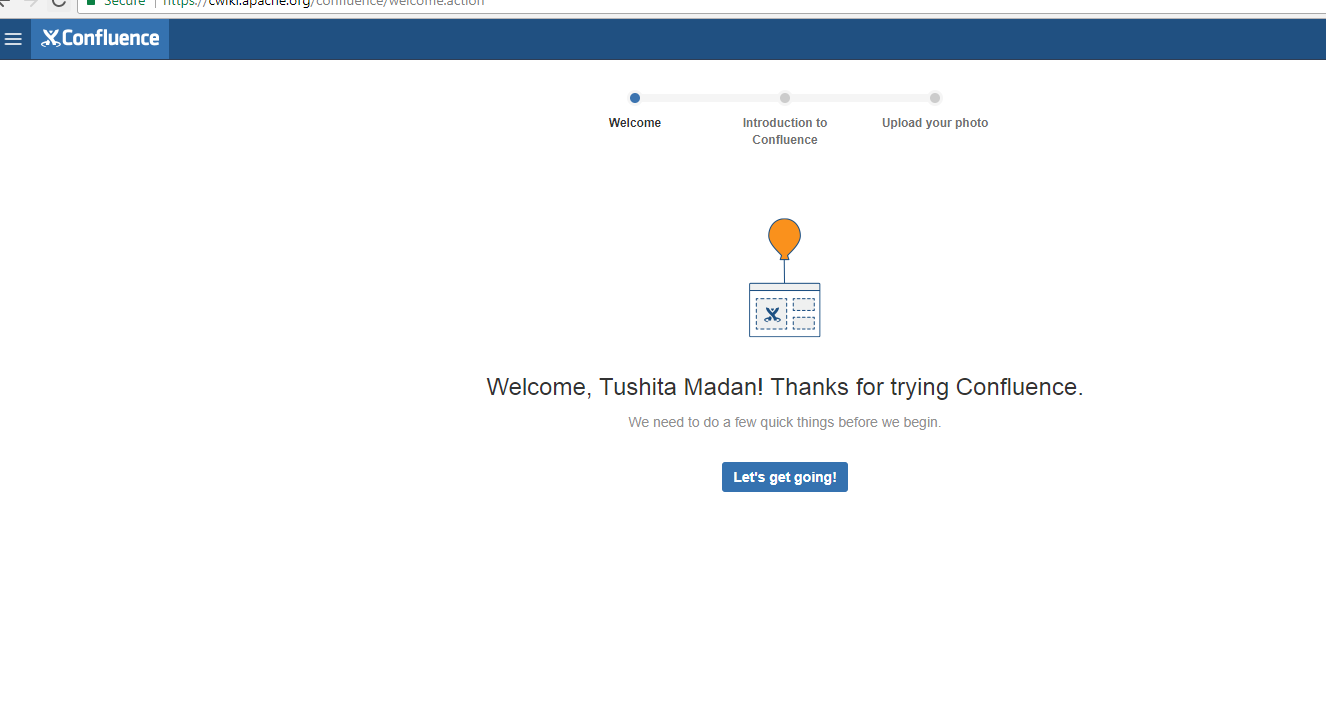 Secure | https://cwiki.apache.org/confluence/welcome.action
Confluence
Welcome
Introduction to
Confluence
Upload your photo
Welcome, Tushita Madan! Thanks for trying Confluence.
We need to do a few quick things before we begin.
Let's get going!